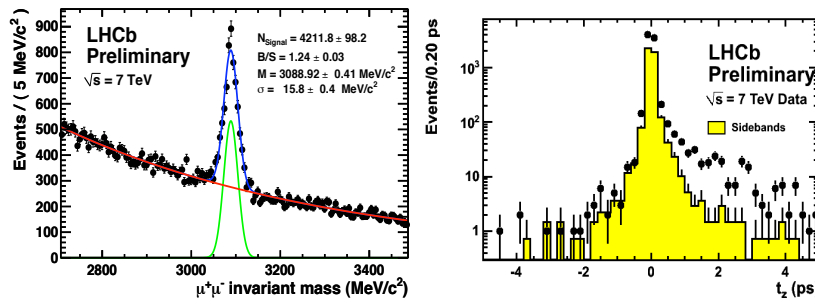 LHCb
Preliminary
√s = 7 TeV
N_Signal = 4211.8 ± 98.2
B/S = 1.24 ± 0.03
M = 3088.92 ± 0.41 MeV/c²
σ = 15.8 ± 0.4 MeV/c²
Events / ( 5 MeV/c² )
900
800
700
600
500
400
300
200
100
0
2800
3000
3200
3400
μ⁺μ⁻ invariant mass (MeV/c²)
LHCb
Preliminary
√s = 7 TeV Data
Sidebands
Events/0.20 ps
10³
10²
10
1
-4
-2
0
2
4
t_z (ps